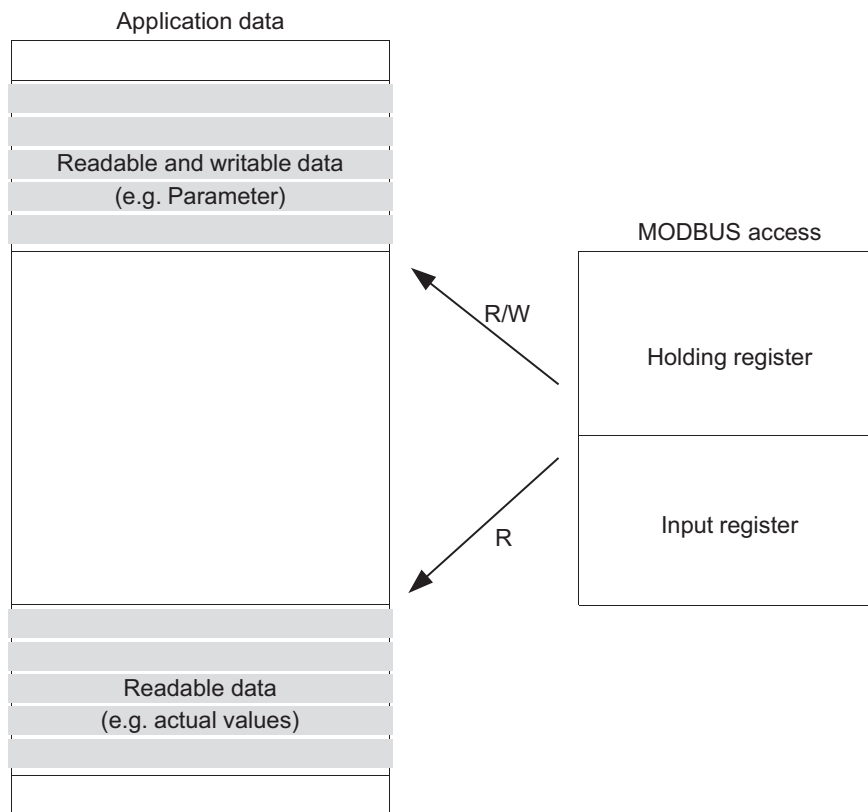 Application data
Readable and writable data
(e.g. Parameter)
MODBUS access
R/W
Holding register
Input register
R
Readable data
(e.g. actual values)